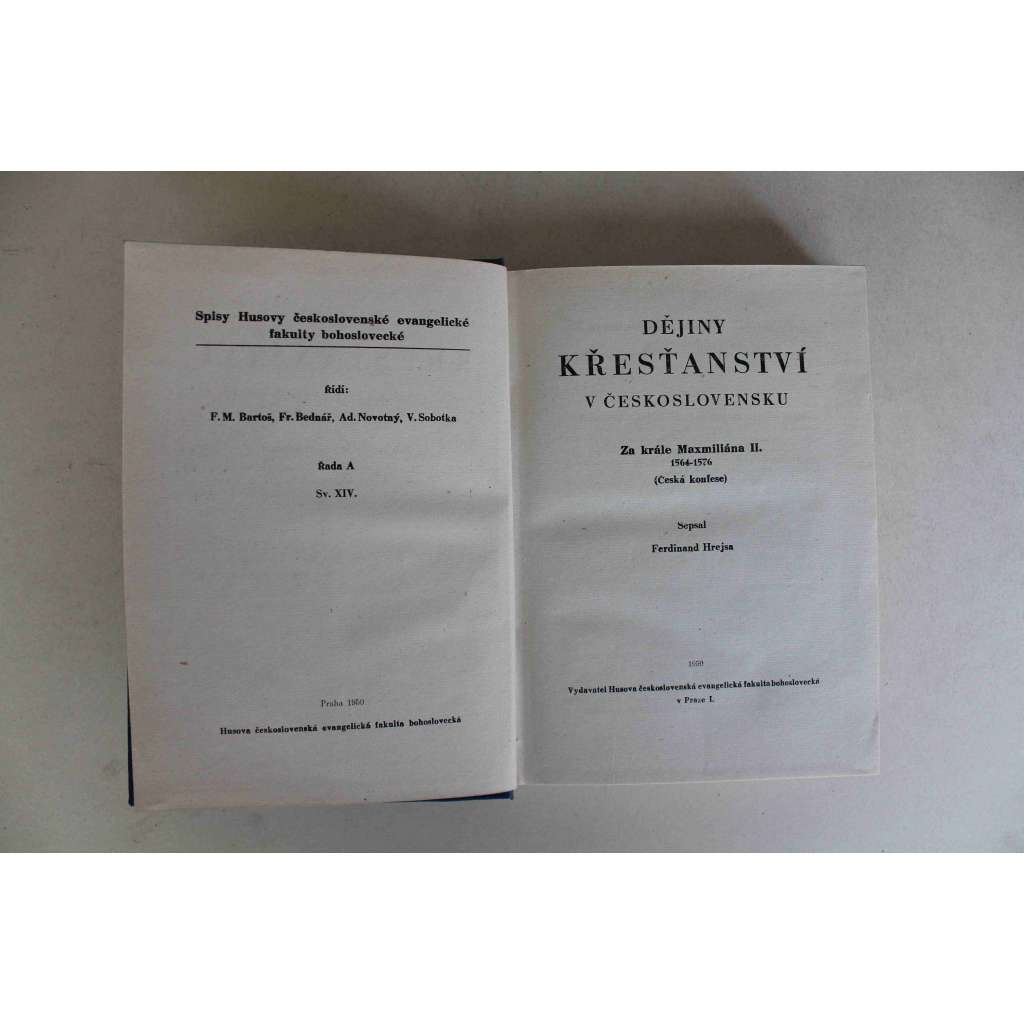 Spisy Husovy československé evangelické
fakulty bohoslovecké
Řídí:
F. M. Bartoš, Fr. Bednář, Ad. Novotný, V. Sobotka
Řada A
Sv. XIV.
Praha 1950
Husova československá evangelická fakulta bohoslovecká
DĚJINY
KŘESŤANSTVÍ
V ČESKOSLOVENSKU
Za krále Maxmiliána II.
1564-1576
(Česká konfese)
Sepsal
Ferdinand Hrejsa
1950
Vydavatel Husova československá evangelická fakulta bohoslovecká
v Praze I.